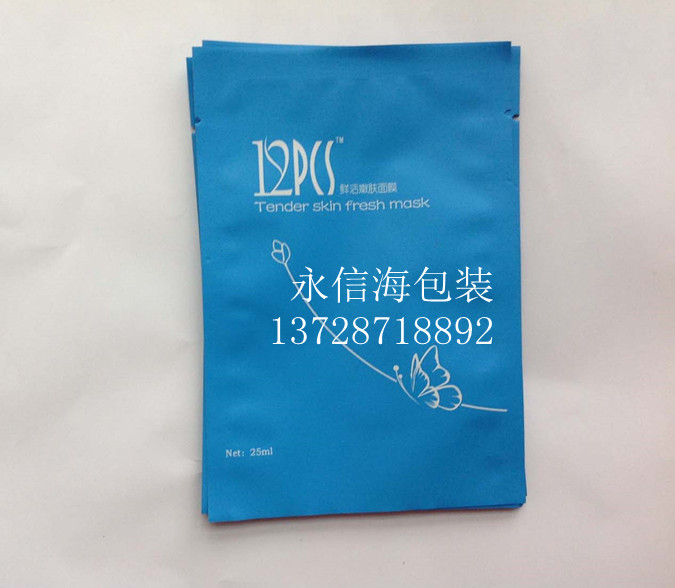 12PCS™ 鲜活嫩肤面膜
Tender skin fresh mask
永信海包装
13728718892
Net: 25ml